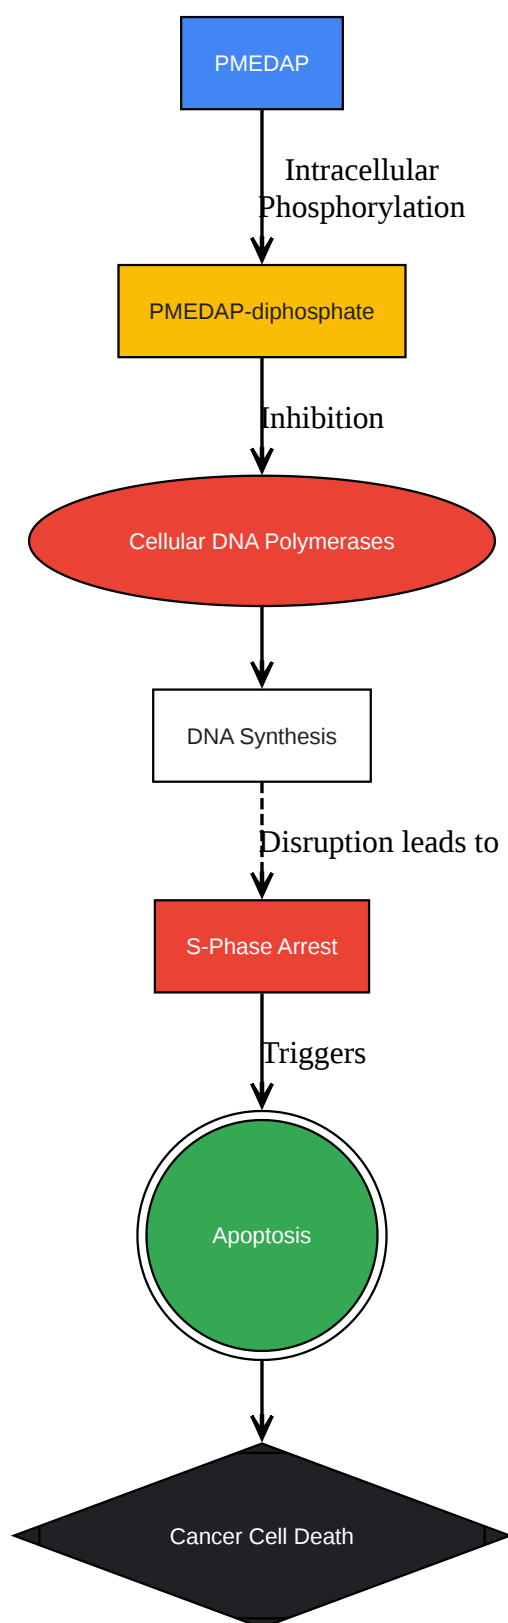 PMEDAP
Intracellular
Phosphorylation
PMEDAP-diphosphate
Inhibition
Cellular DNA Polymerases
DNA Synthesis
Disruption leads to
S-Phase Arrest
Triggers
Apoptosis
Cancer Cell Death